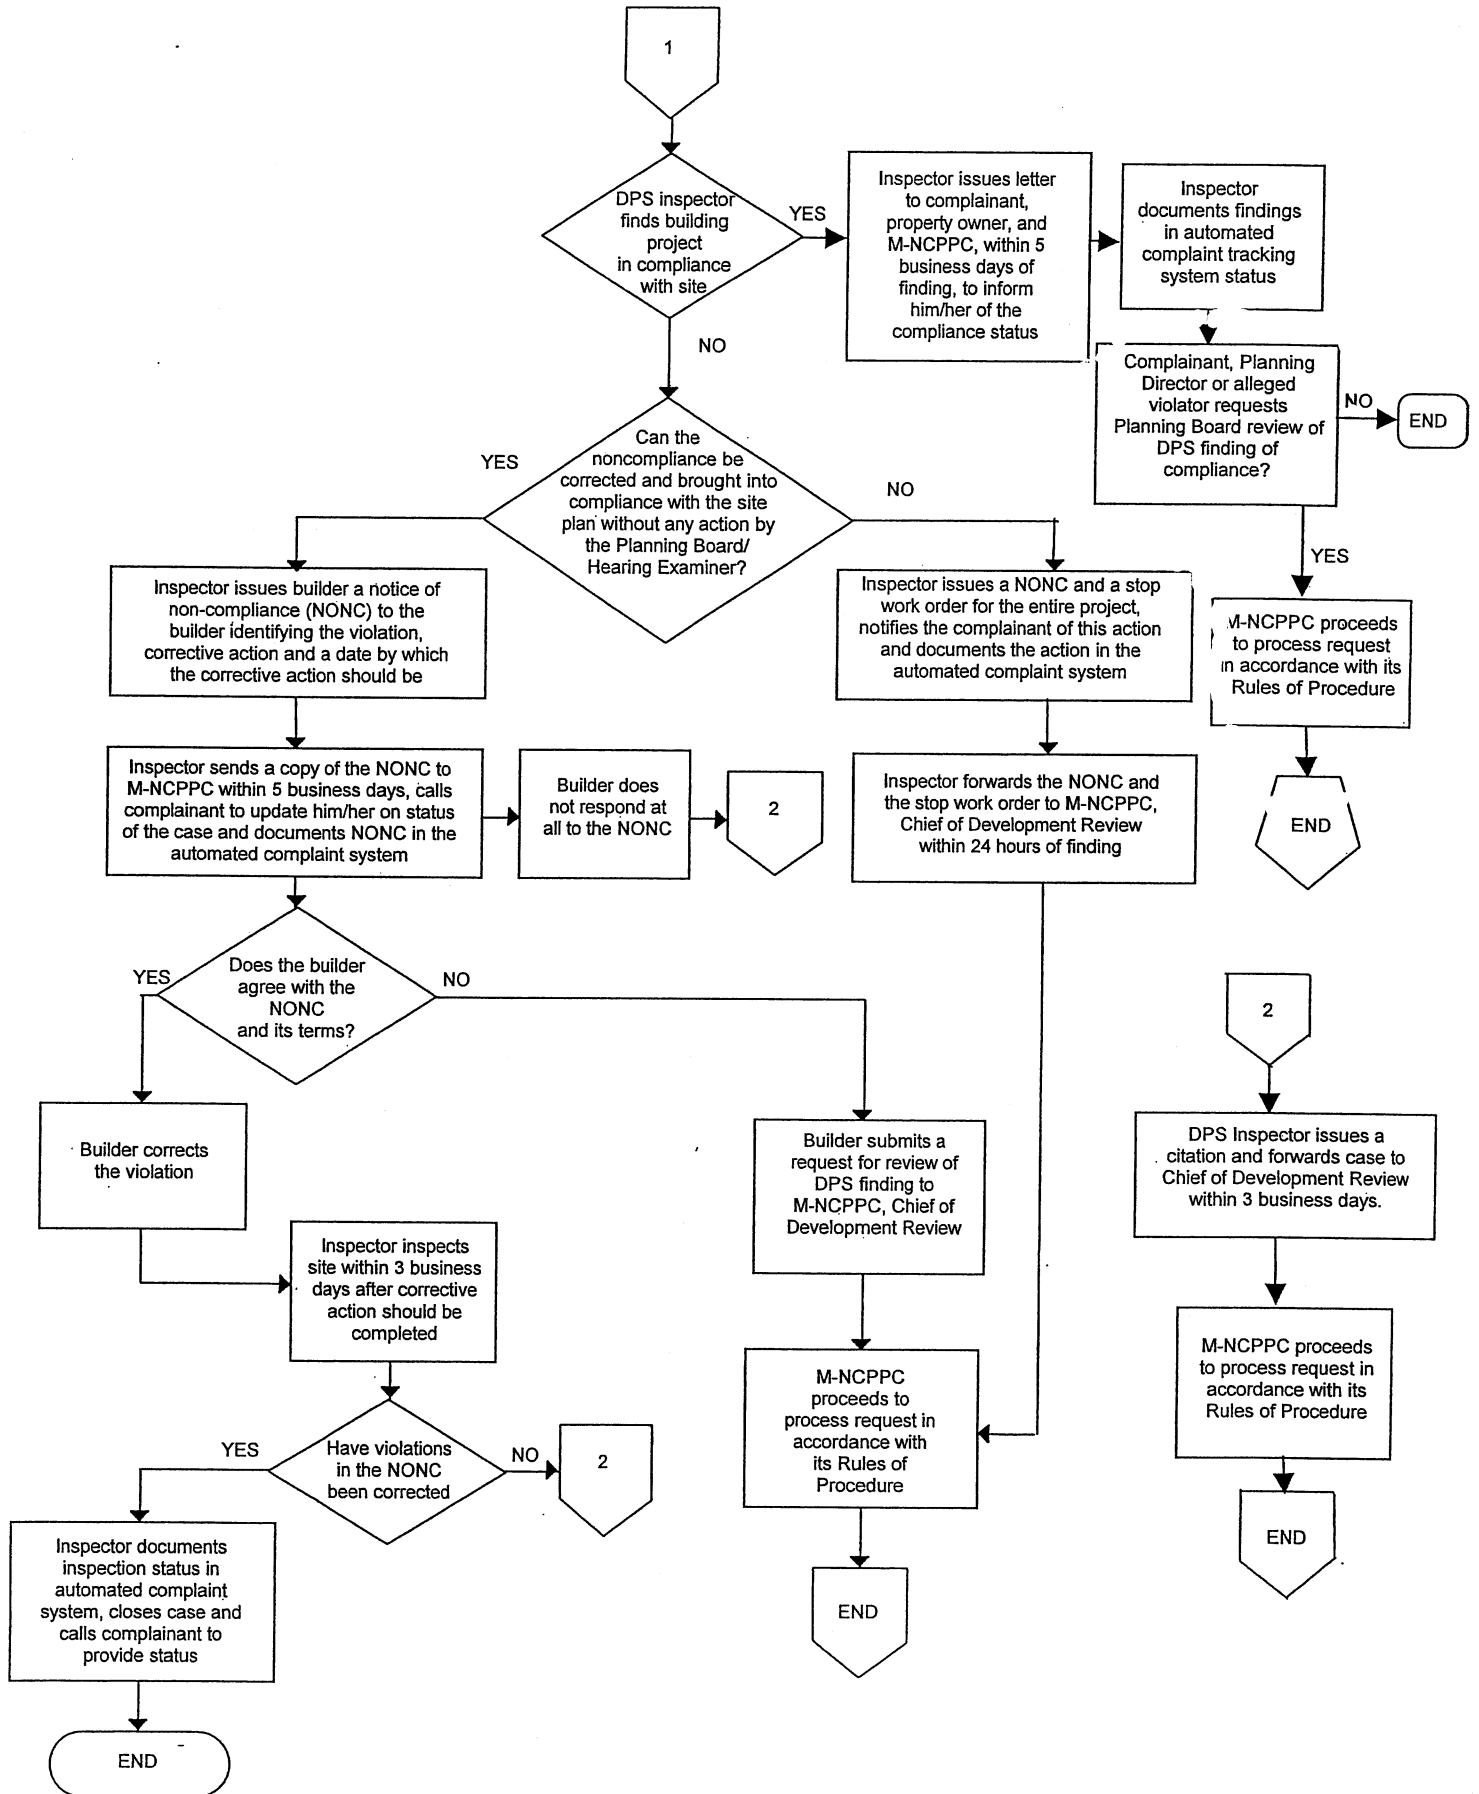 1
DPS inspector
finds building
project
in compliance
with site
YES
Inspector issues letter
to complainant,
property owner, and
M-NCPPC, within 5
business days of
finding, to inform
him/her of the
compliance status
Inspector
documents findings
in automated
complaint tracking
system status
NO
Complainant, Planning
Director or alleged
violator requests
Planning Board review of
DPS finding of
compliance?
NO
END
YES
M-NCPPC proceeds
to process request
in accordance with its
Rules of Procedure
END
Can the
noncompliance be
corrected and brought into
compliance with the site
plan without any action by
the Planning Board/
Hearing Examiner?
YES
NO
Inspector issues builder a notice of
non-compliance (NONC) to the
builder identifying the violation,
corrective action and a date by which
the corrective action should be
Inspector issues a NONC and a stop
work order for the entire project,
notifies the complainant of this action
and documents the action in the
automated complaint system
Inspector sends a copy of the NONC to
M-NCPPC within 5 business days, calls
complainant to update him/her on status
of the case and documents NONC in the
automated complaint system
Builder does
not respond at
all to the NONC
2
Inspector forwards the NONC and
the stop work order to M-NCPPC,
Chief of Development Review
within 24 hours of finding
Does the builder
agree with the
NONC
and its terms?
YES
NO
2
Builder corrects
the violation
Builder submits a
request for review of
DPS finding to
M-NCPPC, Chief of
Development Review
DPS Inspector issues a
citation and forwards case to
Chief of Development Review
within 3 business days.
Inspector inspects
site within 3 business
days after corrective
action should be
completed
M-NCPPC
proceeds to
process request in
accordance with
its Rules of
Procedure
M-NCPPC proceeds
to process request in
accordance with its
Rules of Procedure
Have violations
in the NONC
been corrected
YES
NO
2
END
END
Inspector documents
inspection status in
automated complaint
system, closes case and
calls complainant to
provide status
END